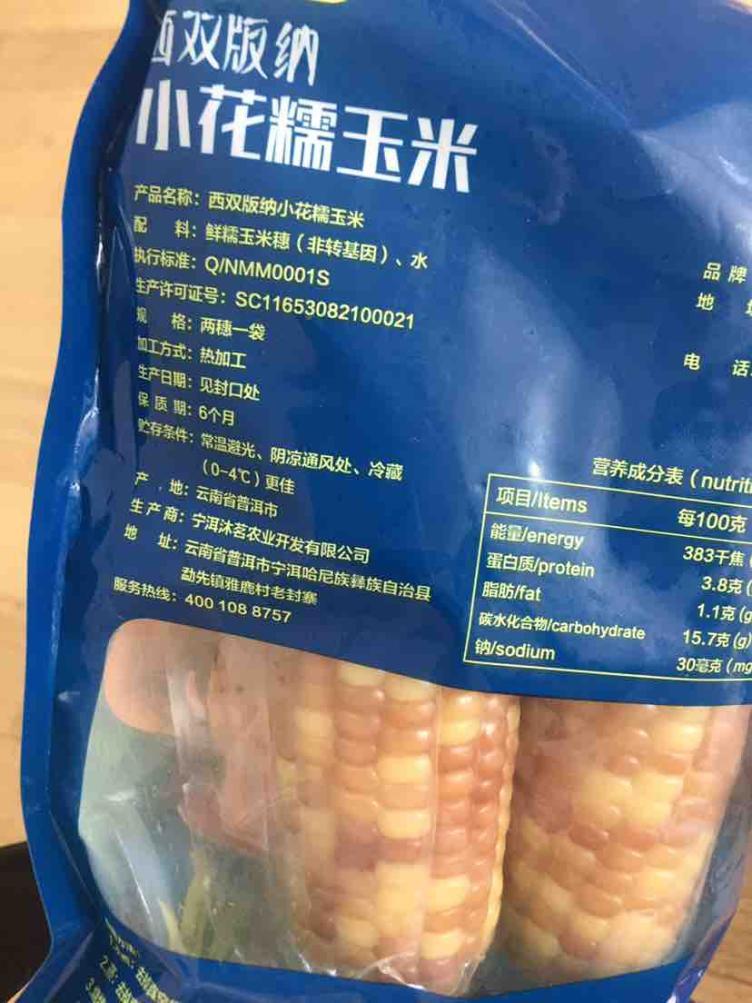 西双版纳
小花糯玉米
产品名称：西双版纳小花糯玉米
配 料：鲜糯玉米穗（非转基因）、水
执行标准：Q/NMM0001S
生产许可证号：SC11653082100021
规 格：两穗一袋
加工方式：热加工
生产日期：见封口处
保 质 期：6个月
贮存条件：常温避光、阴凉通风处、冷藏
（0~4℃）更佳
产 地：云南省普洱市
生 产 商：宁洱沐茗农业开发有限公司
地 址：云南省普洱市宁洱哈尼族彝族自治县
勐先镇雅鹿村老封寨
服务热线：400 108 8757
品 牌
地
电 话
营养成分表（nutriti
项目/Items 每100克
能量/energy 383千焦（
蛋白质/protein 3.8克（
脂肪/fat 1.1克（g
碳水化合物/carbohydrate 15.7克（g/
钠/sodium 30毫克（mg